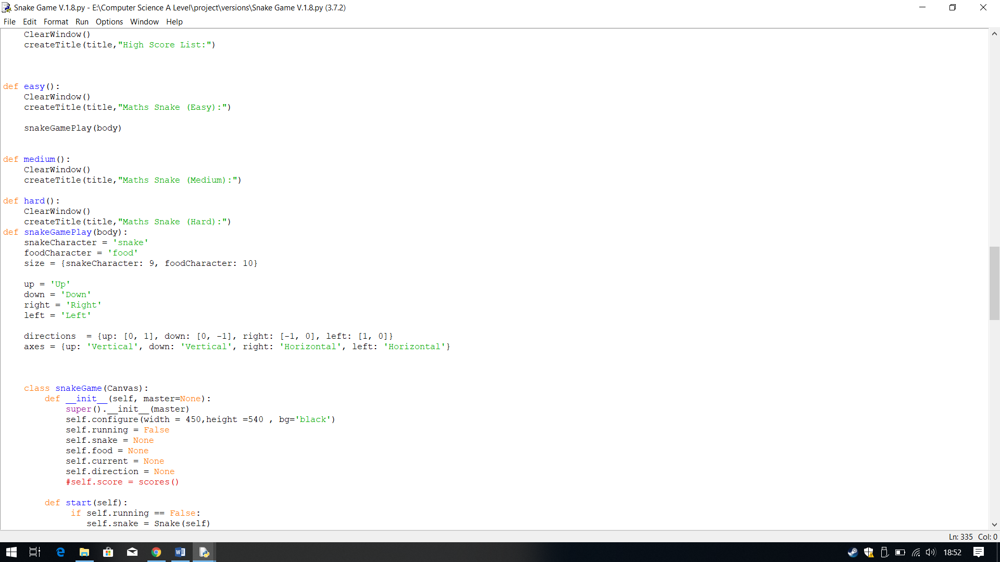 Snake Game V.1.8.py - E:\Computer Science A Level\project\versions\Snake Game V.1.8.py (3.7.2)
File Edit Format Run Options Window Help
    ClearWindow()
    createTitle(title,"High Score List:")
def easy():
    ClearWindow()
    createTitle(title,"Maths Snake (Easy):")
    snakeGamePlay(body)
def medium():
    ClearWindow()
    createTitle(title,"Maths Snake (Medium):")
def hard():
    ClearWindow()
    createTitle(title,"Maths Snake (Hard):")
def snakeGamePlay(body):
    snakeCharacter = 'snake'
    foodCharacter = 'food'
    size = {snakeCharacter: 9, foodCharacter: 10}
    up = 'Up'
    down = 'Down'
    right = 'Right'
    left = 'Left'
    directions  = {up: [0, 1], down: [0, -1], right: [-1, 0], left: [1, 0]}
    axes = {up: 'Vertical', down: 'Vertical', right: 'Horizontal', left: 'Horizontal'}
    class snakeGame(Canvas):
        def __init__(self, master=None):
            super().__init__(master)
            self.configure(width = 450,height =540 , bg='black')
            self.running = False
            self.snake = None
            self.food = None
            self.current = None
            self.direction = None
            #self.score = scores()
        def start(self):
             if self.running == False:
                self.snake = Snake(self)
Ln: 335 Col: 0
18:52